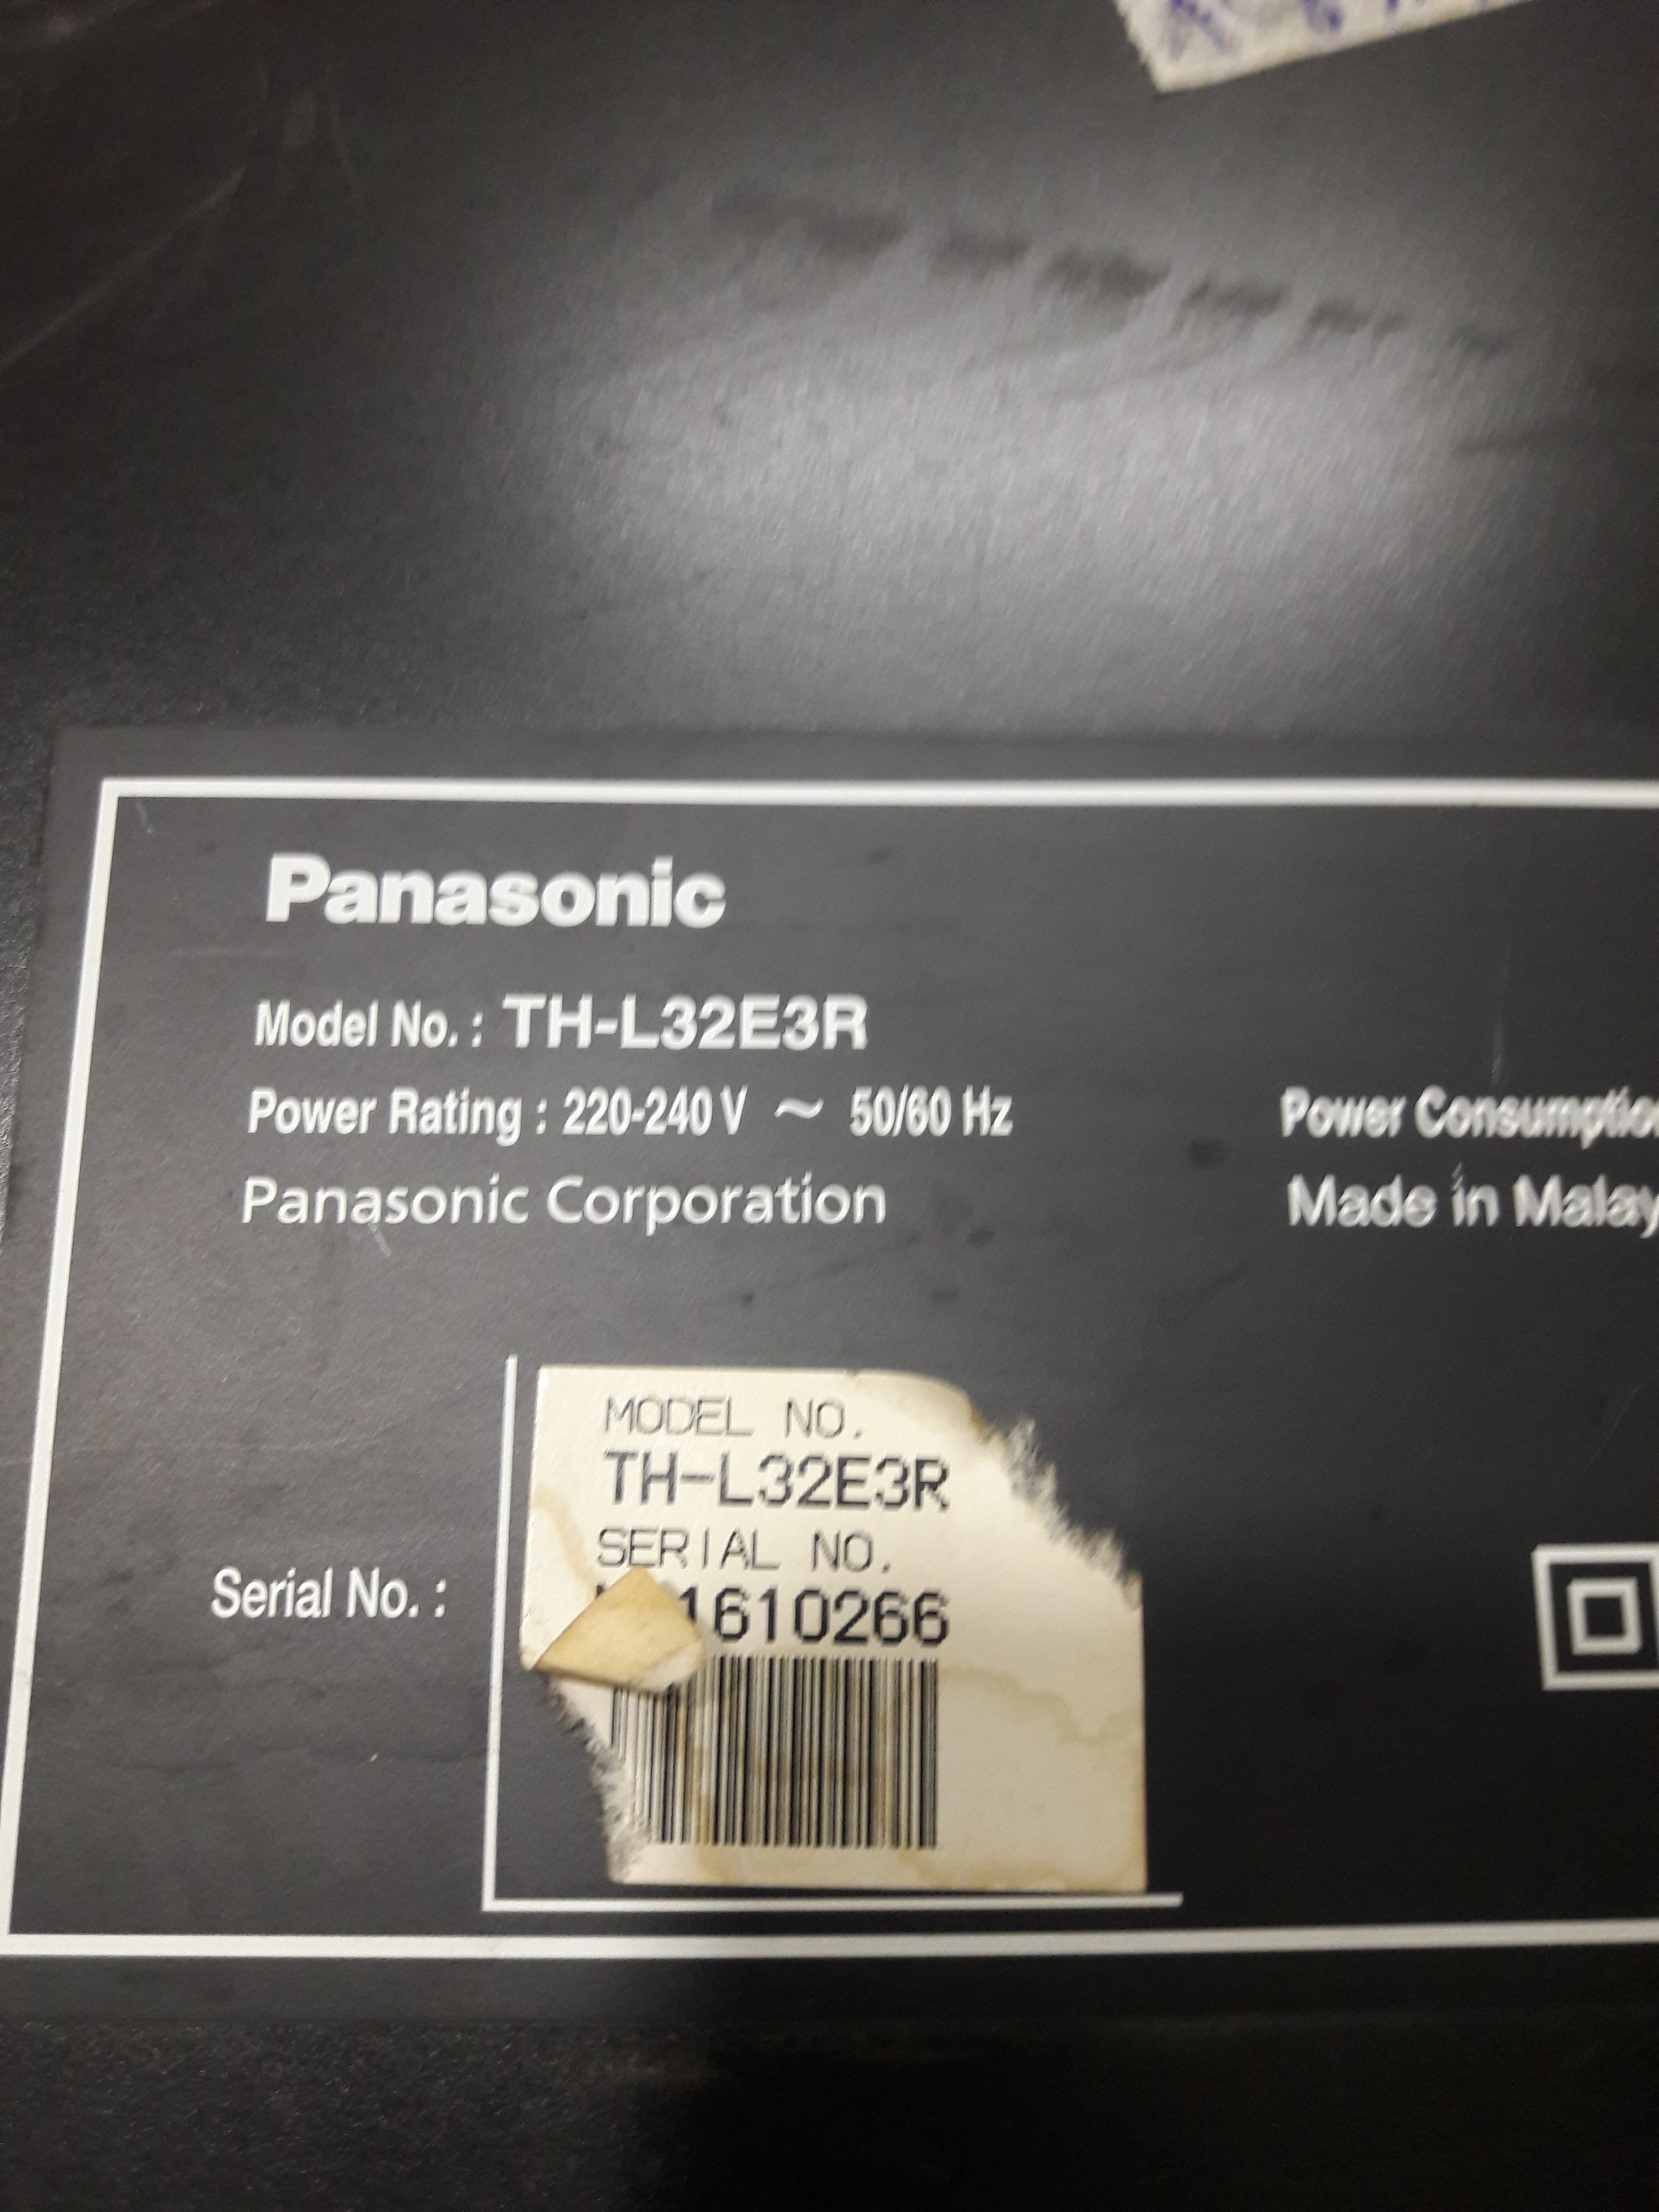 Panasonic
Model No. : TH-L32E3R
Power Rating : 220-240 V ~ 50/60 Hz
Power Consumptio
Panasonic Corporation
Made in Malay
MODEL NO.
TH-L32E3R
SERIAL NO.
Serial No. :
1610266